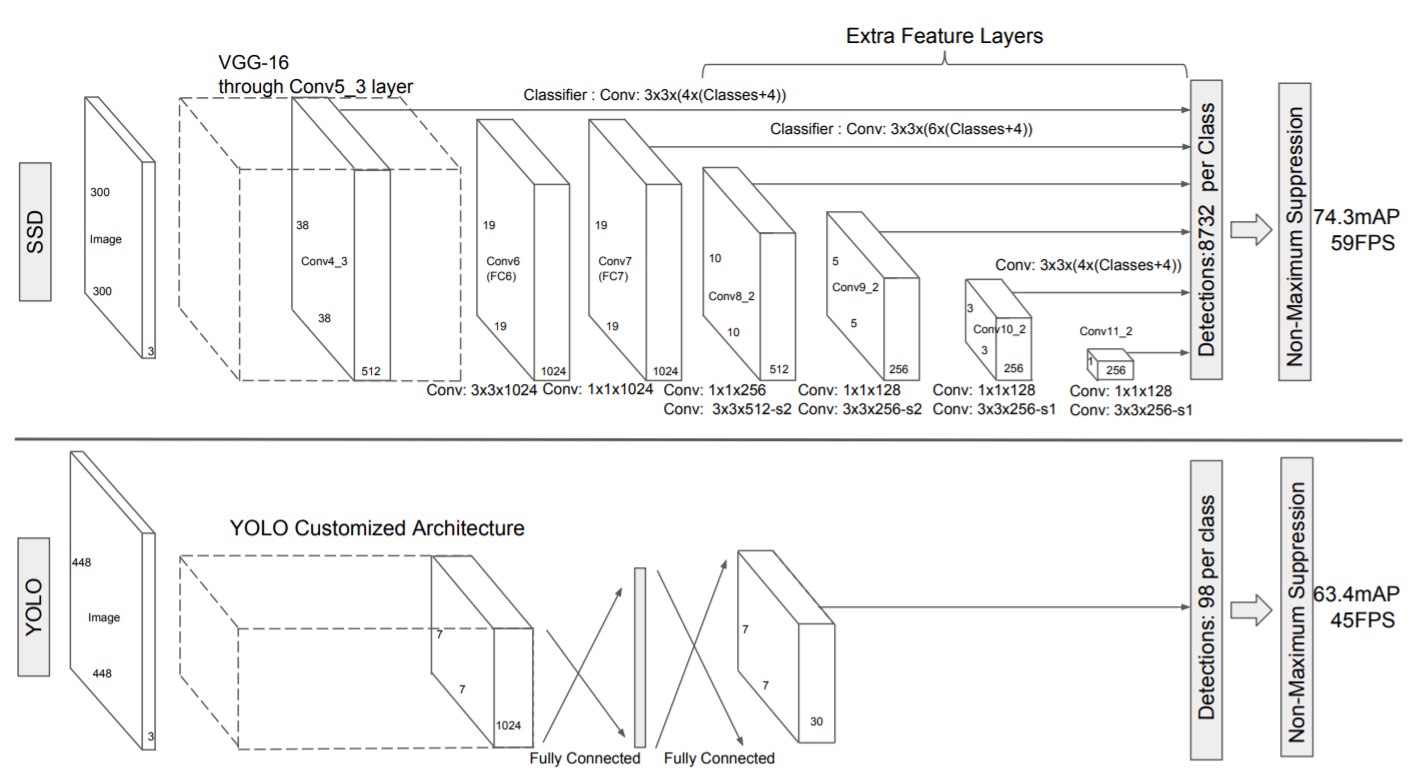 Extra Feature Layers
VGG-16
through Conv5_3 layer
Classifier : Conv: 3x3x(4x(Classes+4))
Classifier : Conv: 3x3x(6x(Classes+4))
SSD
300
Image
300
3
38
Conv4_3
38
512
19
Conv6
(FC6)
19
1024
19
Conv7
(FC7)
19
1024
10
Conv8_2
10
512
5
Conv9_2
5
256
Conv: 3x3x(4x(Classes+4))
3
Conv10_2
3
256
Conv11_2
1
256
Detections:8732 per Class
Non-Maximum Suppression
74.3mAP
59FPS
Conv: 3x3x1024
Conv: 1x1x1024
Conv: 1x1x256
Conv: 3x3x512-s2
Conv: 1x1x128
Conv: 3x3x256-s2
Conv: 1x1x128
Conv: 3x3x256-s1
Conv: 1x1x128
Conv: 3x3x256-s1
YOLO
448
Image
448
3
YOLO Customized Architecture
7
7
1024
Fully Connected
Fully Connected
7
7
30
Detections: 98 per class
Non-Maximum Suppression
63.4mAP
45FPS